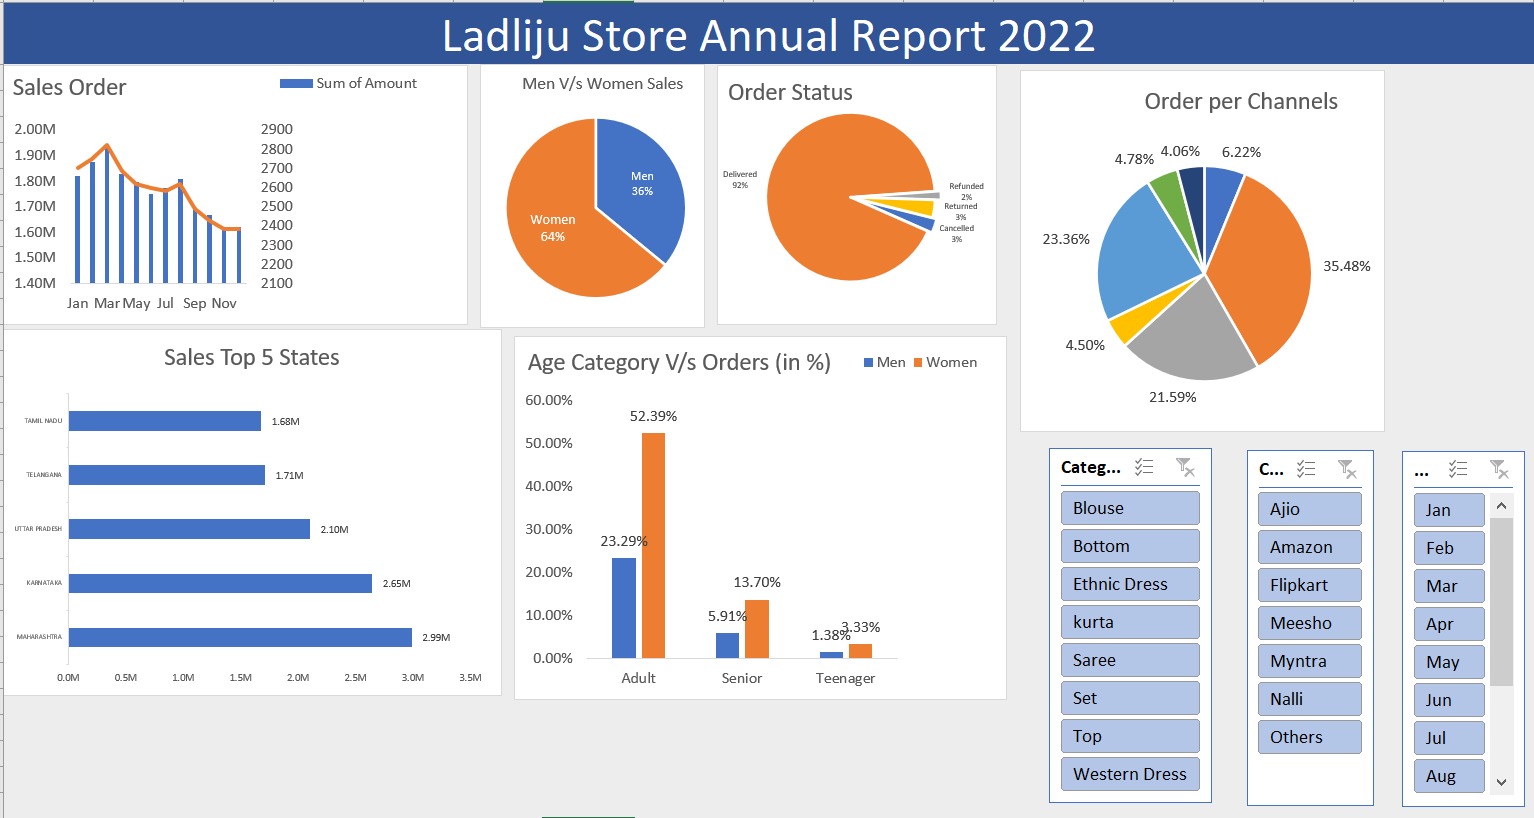 Ladliju Store Annual Report 2022
Sales Order
Sum of Amount
2.00M
1.90M
1.80M
1.70M
1.60M
1.50M
1.40M
2900
2800
2700
2600
2500
2400
2300
2200
2100
Jan Mar May Jul Sep Nov
Men V/s Women Sales
Men
36%
Women
64%
Order Status
Delivered
92%
Refunded
2%
Returned
3%
Cancelled
3%
Order per Channels
4.78% 4.06% 6.22%
23.36%
35.48%
4.50%
21.59%
Sales Top 5 States
TAMIL NADU 1.68M
TELANGANA 1.71M
UTTAR PRADESH 2.10M
KARNATAKA 2.65M
MAHARASHTRA 2.99M
0.0M 0.5M 1.0M 1.5M 2.0M 2.5M 3.0M 3.5M
Age Category V/s Orders (in %)
Men Women
60.00%
50.00%
40.00%
30.00%
20.00%
10.00%
0.00%
52.39%
23.29%
13.70%
5.91%
3.33%
1.38%
Adult Senior Teenager
Categ...
Blouse
Bottom
Ethnic Dress
kurta
Saree
Set
Top
Western Dress
C...
Ajio
Amazon
Flipkart
Meesho
Myntra
Nalli
Others
...
Jan
Feb
Mar
Apr
May
Jun
Jul
Aug